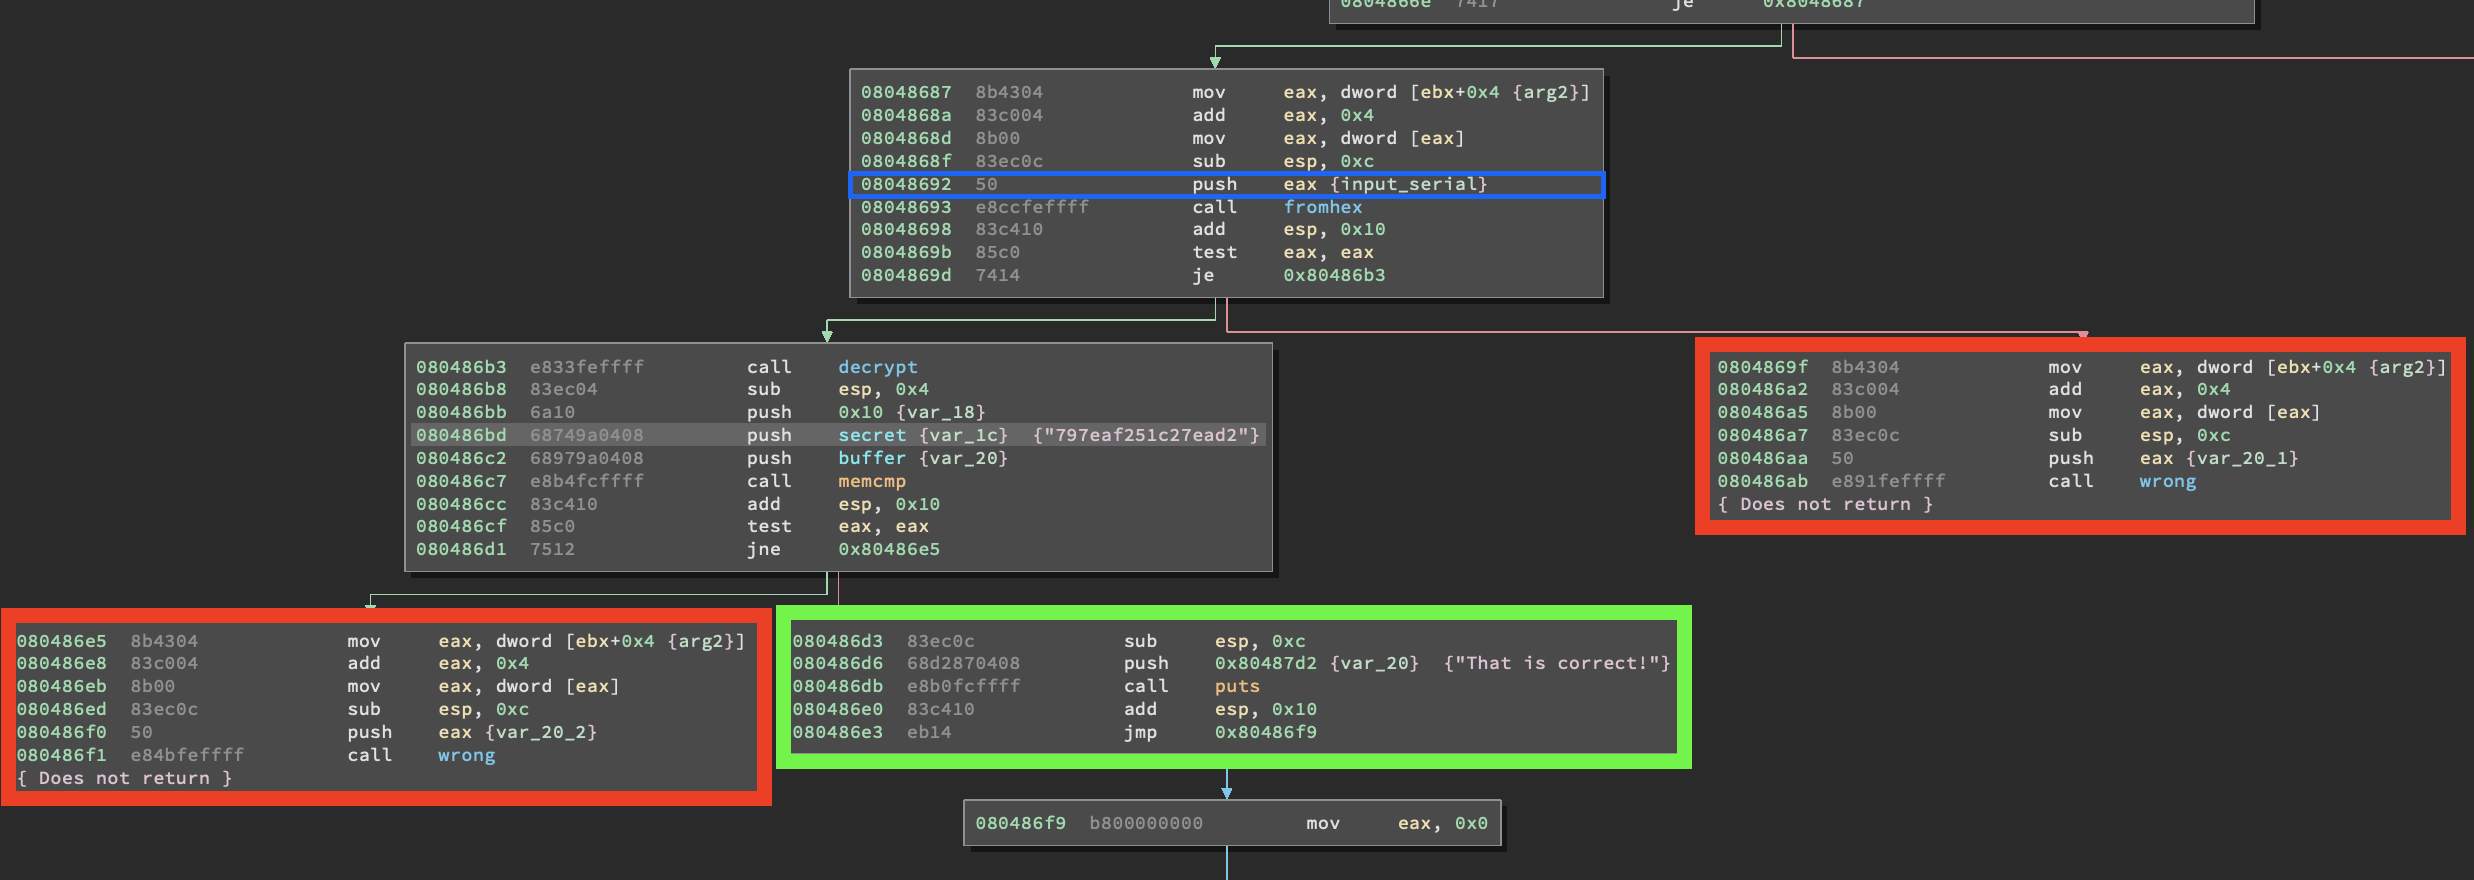 0804866e 7417 je 0x8048687
08048687 8b4304 mov eax, dword [ebx+0x4 {arg2}]
0804868a 83c004 add eax, 0x4
0804868d 8b00 mov eax, dword [eax]
0804868f 83ec0c sub esp, 0xc
08048692 50 push eax {input_serial}
08048693 e8ccfeffff call fromhex
08048698 83c410 add esp, 0x10
0804869b 85c0 test eax, eax
0804869d 7414 je 0x80486b3
080486b3 e833feffff call decrypt
080486b8 83ec04 sub esp, 0x4
080486bb 6a10 push 0x10 {var_18}
080486bd 68749a0408 push secret {var_1c} {"797eaf251c27ead2"}
080486c2 68979a0408 push buffer {var_20}
080486c7 e8b4fcffff call memcmp
080486cc 83c410 add esp, 0x10
080486cf 85c0 test eax, eax
080486d1 7512 jne 0x80486e5
0804869f 8b4304 mov eax, dword [ebx+0x4 {arg2}]
080486a2 83c004 add eax, 0x4
080486a5 8b00 mov eax, dword [eax]
080486a7 83ec0c sub esp, 0xc
080486aa 50 push eax {var_20_1}
080486ab e891feffff call wrong
{ Does not return }
080486e5 8b4304 mov eax, dword [ebx+0x4 {arg2}]
080486e8 83c004 add eax, 0x4
080486eb 8b00 mov eax, dword [eax]
080486ed 83ec0c sub esp, 0xc
080486f0 50 push eax {var_20_2}
080486f1 e84bfeffff call wrong
{ Does not return }
080486d3 83ec0c sub esp, 0xc
080486d6 68d2870408 push 0x80487d2 {var_20} {"That is correct!"}
080486db e8b0fcffff call puts
080486e0 83c410 add esp, 0x10
080486e3 eb14 jmp 0x80486f9
080486f9 b800000000 mov eax, 0x0